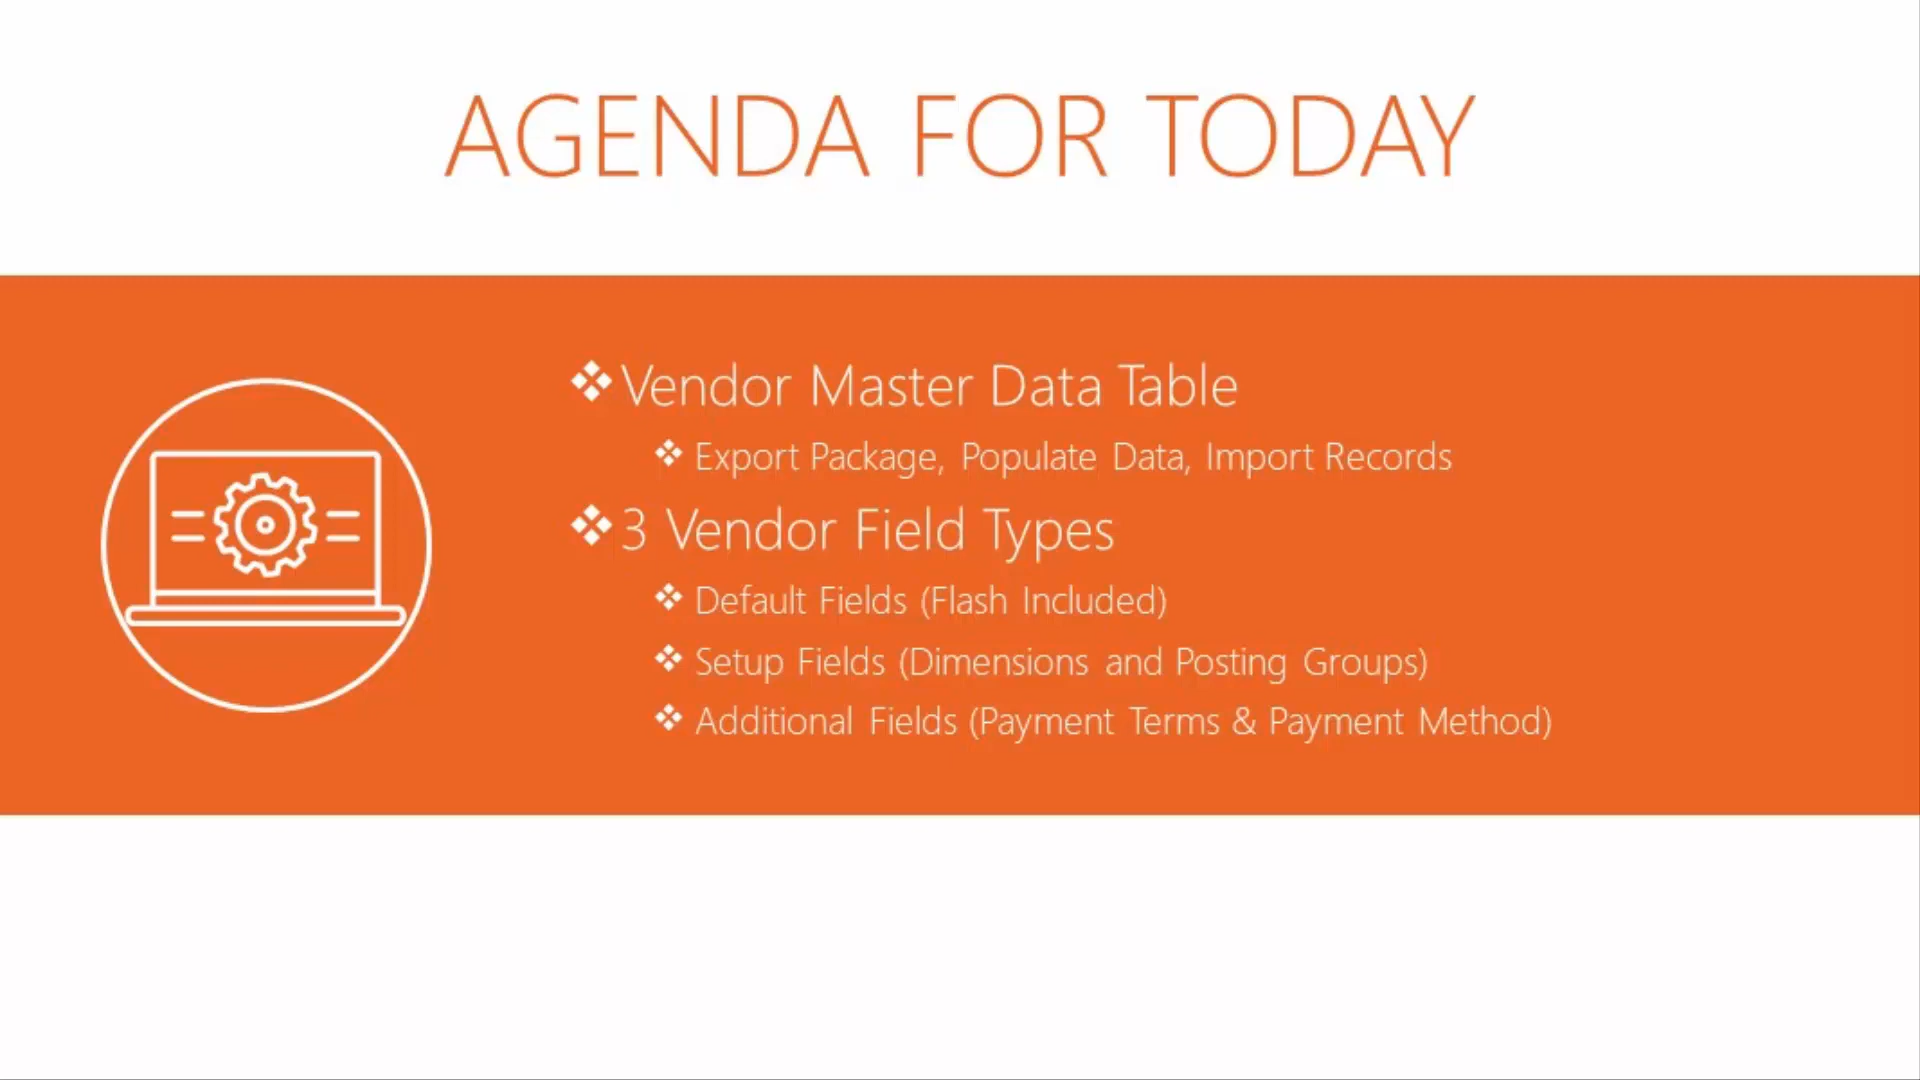 AGENDA FOR TODAY
❖Vendor Master Data Table
❖ Export Package, Populate Data, Import Records
❖3 Vendor Field Types
❖ Default Fields (Flash Included)
❖ Setup Fields (Dimensions and Posting Groups)
❖ Additional Fields (Payment Terms & Payment Method)